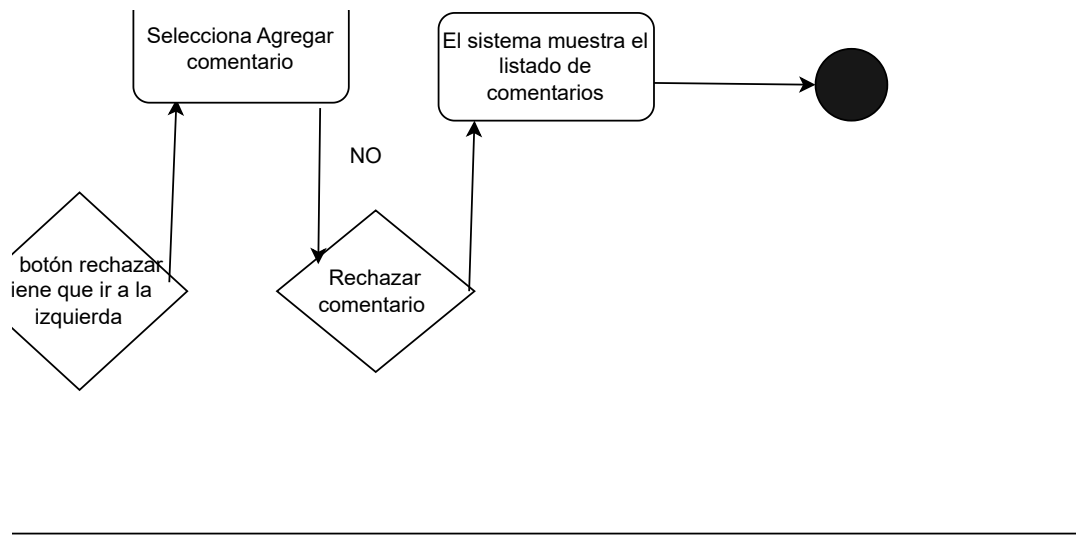 Selecciona Agregar
comentario
El sistema muestra el
listado de
comentarios
NO
botón rechazar
iene que ir a la
izquierda
Rechazar
comentario